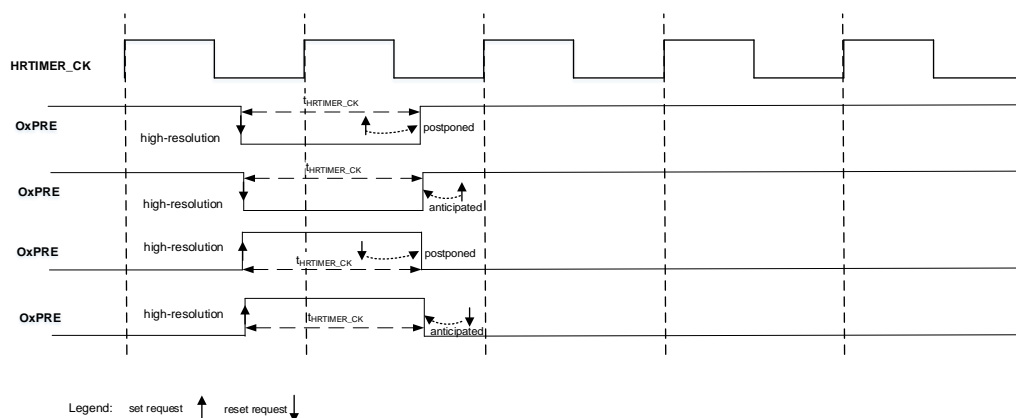 HRTIMER_CK
tHRTIMER_CK
OxPRE
high-resolution
postponed
tHRTIMER_CK
OxPRE
high-resolution
anticipated
OxPRE
high-resolution
postponed
tHRTIMER_CK
OxPRE
high-resolution
tHRTIMER_CK
anticipated
Legend: set request reset request